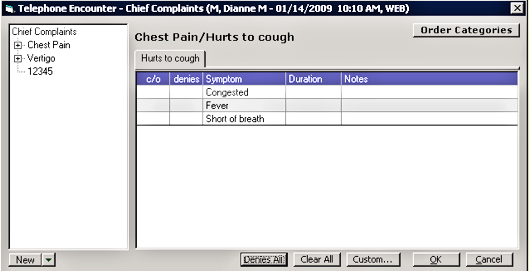 Telephone Encounter - Chief Complaints (M, Dianne M - 01/14/2009 10:10 AM, WEB)
Chief Complaints
Chest Pain
Vertigo
12345
Chest Pain/Hurts to cough
Order Categories
Hurts to cough
c/o denies Symptom Duration Notes
Congested
Fever
Short of breath
New Denies All Clear All Custom... OK Cancel